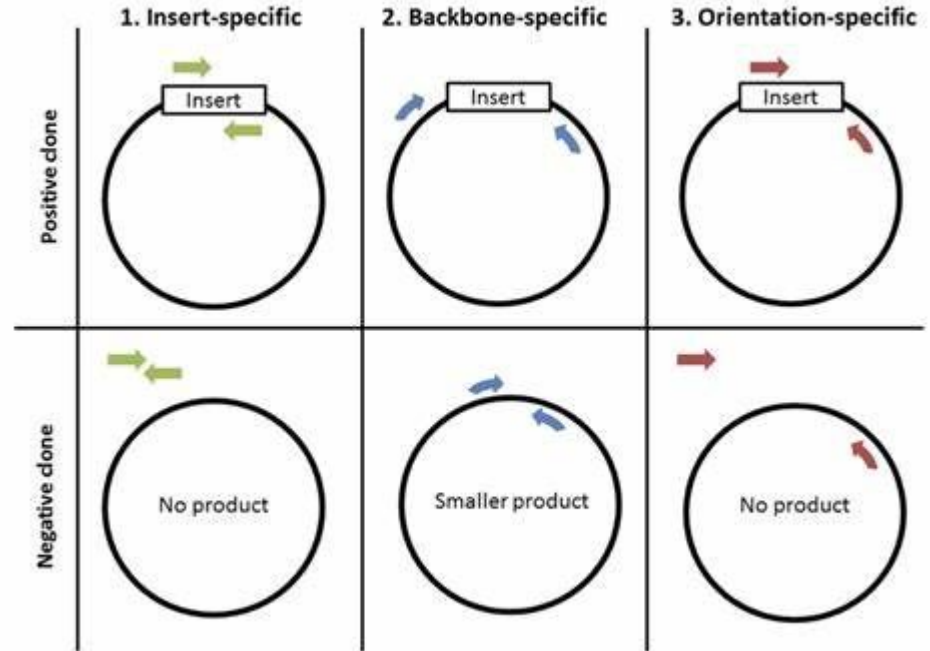 1. Insert-specific
2. Backbone-specific
3. Orientation-specific
Positive clone
Insert
Insert
Insert
Negative clone
No product
Smaller product
No product